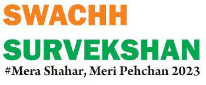 SWACHH
SURVEKSHAN
#Mera Shahar, Meri Pehchan 2023